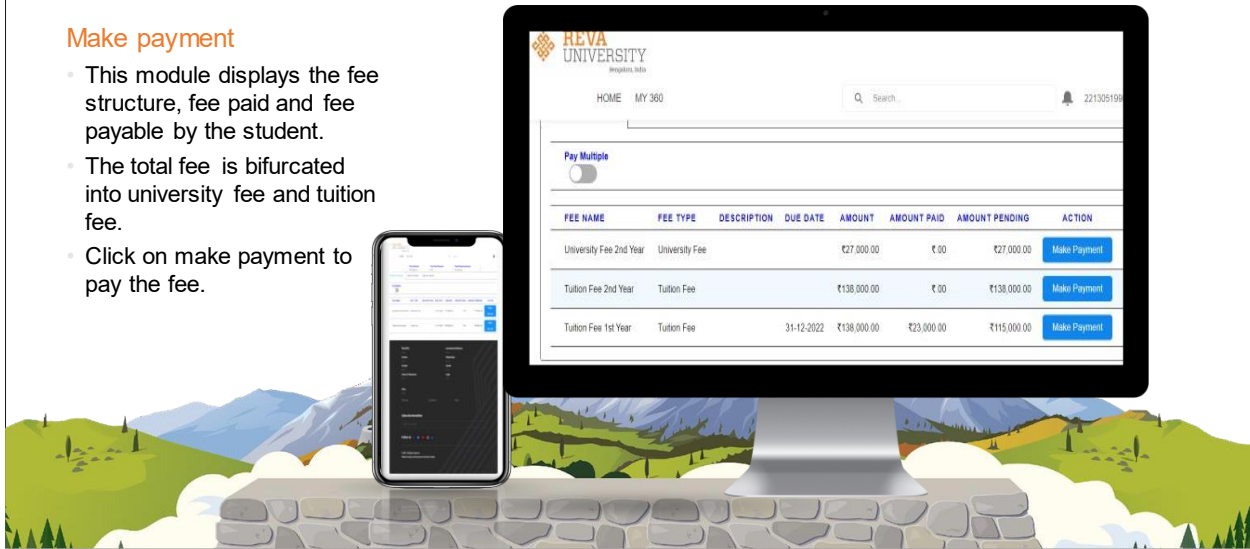 Make payment
This module displays the fee
structure, fee paid and fee
payable by the student.
The total fee is bifurcated
into university fee and tuition
fee.
Click on make payment to
pay the fee.
REVA
UNIVERSITY
Bengaluru, India
HOME MY 360
Search...
221305199
Pay Multiple
FEE NAME FEE TYPE DESCRIPTION DUE DATE AMOUNT AMOUNT PAID AMOUNT PENDING ACTION
University Fee 2nd Year University Fee ₹27,000.00 ₹.00 ₹27,000.00 Make Payment
Tuition Fee 2nd Year Tuition Fee ₹138,000.00 ₹.00 ₹138,000.00 Make Payment
Tuition Fee 1st Year Tuition Fee 31-12-2022 ₹138,000.00 ₹23,000.00 ₹115,000.00 Make Payment